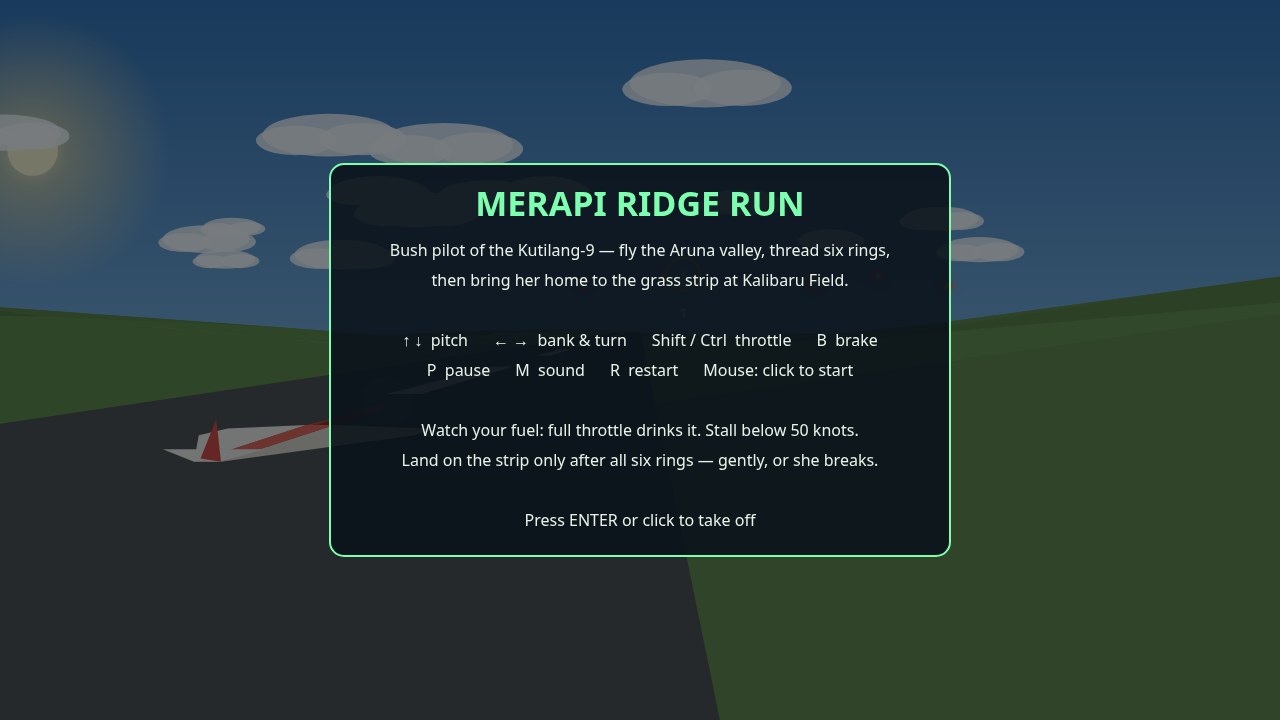 MERAPI RIDGE RUN
Bush pilot of the Kutilang-9 — fly the Aruna valley, thread six rings,
then bring her home to the grass strip at Kalibaru Field.
↑ ↓ pitch ← → bank & turn Shift / Ctrl throttle B brake
P pause M sound R restart Mouse: click to start
Watch your fuel: full throttle drinks it. Stall below 50 knots.
Land on the strip only after all six rings — gently, or she breaks.
Press ENTER or click to take off